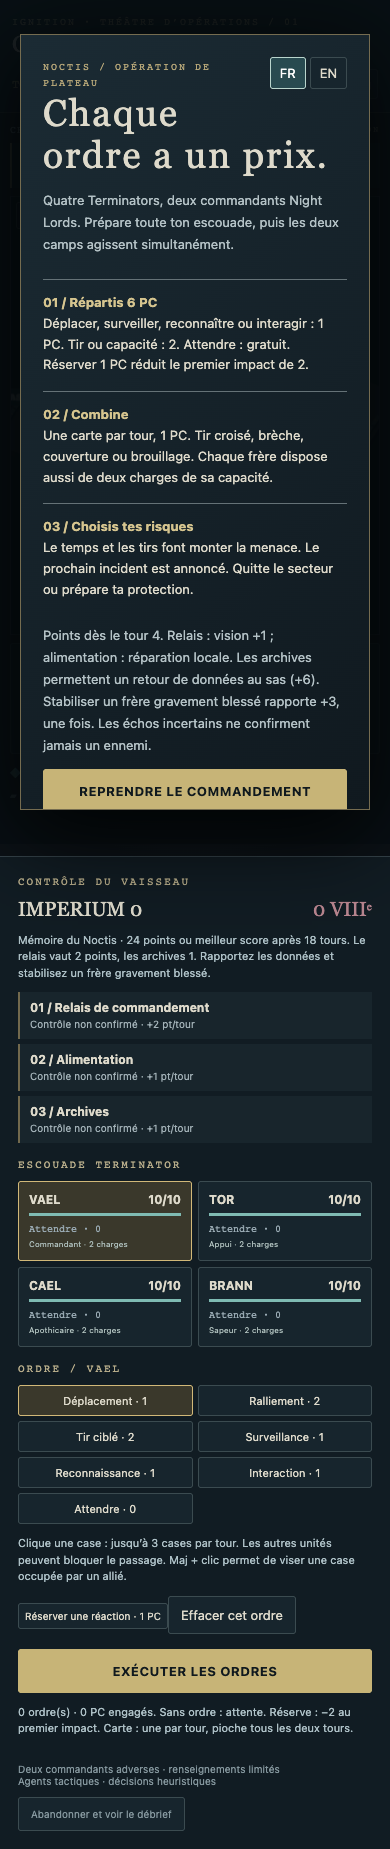 NOCTIS / OPÉRATION DE
PLATEAU
FR
EN
Chaque
ordre a un prix.
Quatre Terminators, deux commandants Night
Lords. Prépare toute ton escouade, puis les deux
camps agissent simultanément.
01 / Répartis 6 PC
Déplacer, surveiller, reconnaître ou interagir : 1
PC. Tir ou capacité : 2. Attendre : gratuit.
Réserver 1 PC réduit le premier impact de 2.
02 / Combine
Une carte par tour, 1 PC. Tir croisé, brèche,
couverture ou brouillage. Chaque frère dispose
aussi de deux charges de sa capacité.
03 / Choisis tes risques
Le temps et les tirs font monter la menace. Le
prochain incident est annoncé. Quitte le secteur
ou prépare ta protection.
Points dès le tour 4. Relais : vision +1 ;
alimentation : réparation locale. Les archives
permettent un retour de données au sas (+6).
Stabiliser un frère gravement blessé rapporte +3,
une fois. Les échos incertains ne confirment
jamais un ennemi.
REPRENDRE LE COMMANDEMENT
CONTRÔLE DU VAISSEAU
IMPERIUM 0
0 VIIIe
Mémoire du Noctis · 24 points ou meilleur score après 18 tours. Le
relais vaut 2 points, les archives 1. Rapportez les données et
stabilisez un frère gravement blessé.
01 / Relais de commandement
Contrôle non confirmé · +2 pt/tour
02 / Alimentation
Contrôle non confirmé · +1 pt/tour
03 / Archives
Contrôle non confirmé · +1 pt/tour
ESCOUADE TERMINATOR
VAEL 10/10
Attendre · 0
Commandant · 2 charges
TOR 10/10
Attendre · 0
Appui · 2 charges
CAEL 10/10
Attendre · 0
Apothicaire · 2 charges
BRANN 10/10
Attendre · 0
Sapeur · 2 charges
ORDRE / VAEL
Déplacement · 1
Ralliement · 2
Tir ciblé · 2
Surveillance · 1
Reconnaissance · 1
Interaction · 1
Attendre · 0
Clique une case : jusqu'à 3 cases par tour. Les autres unités
peuvent bloquer le passage. Maj + clic permet de viser une case
occupée par un allié.
Réserver une réaction · 1 PC
Effacer cet ordre
EXÉCUTER LES ORDRES
0 ordre(s) · 0 PC engagés. Sans ordre : attente. Réserve : −2 au
premier impact. Carte : une par tour, pioche tous les deux tours.
Deux commandants adverses · renseignements limités
Agents tactiques · décisions heuristiques
Abandonner et voir le débrief